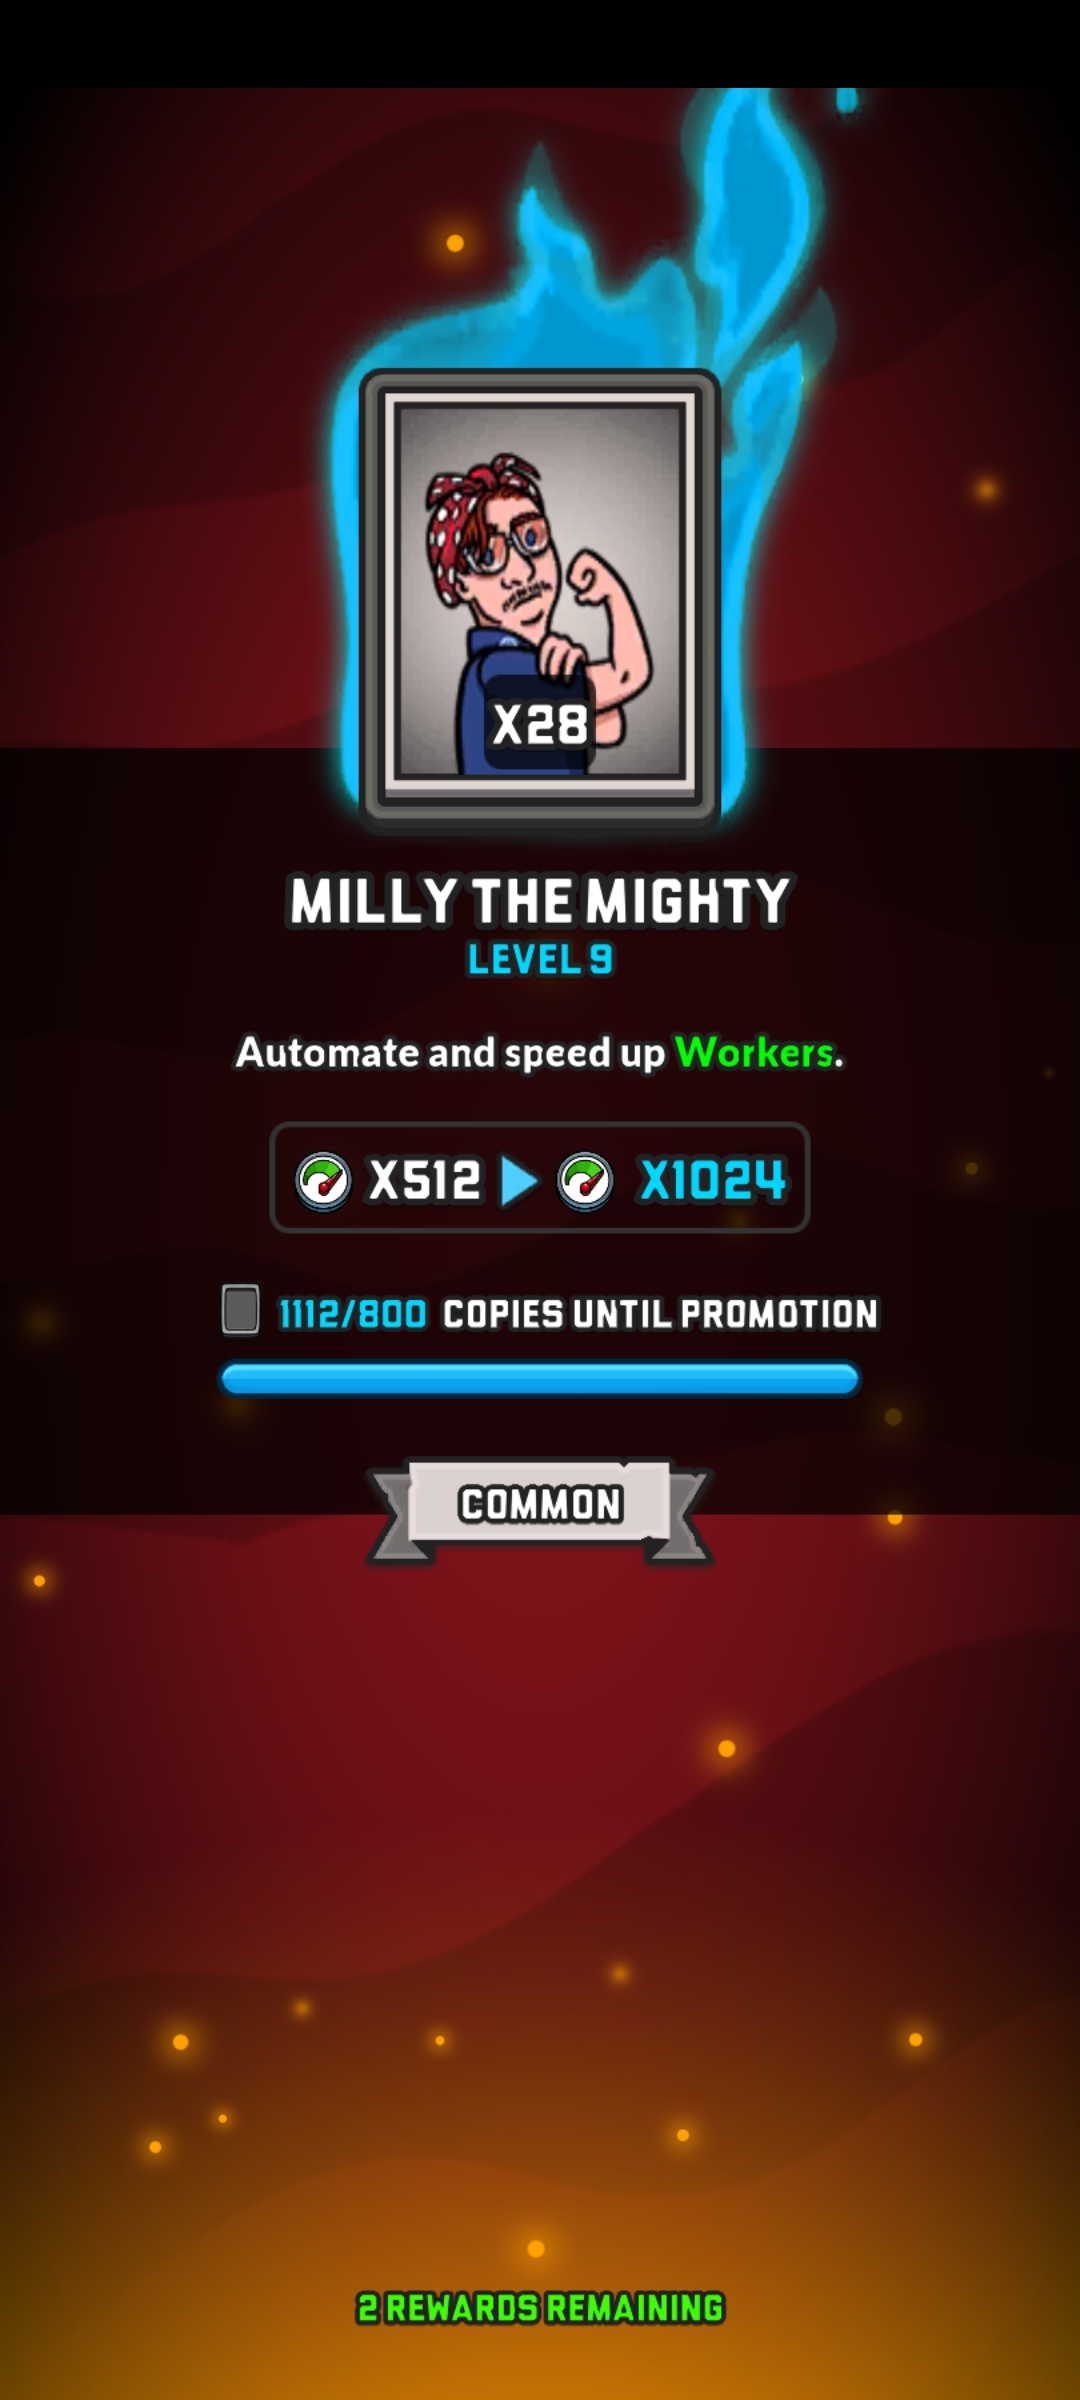 X28
MILLY THE MIGHTY
LEVEL 9
Automate and speed up Workers.
X512 X1024
1112/800 COPIES UNTIL PROMOTION
COMMON
2 REWARDS REMAINING